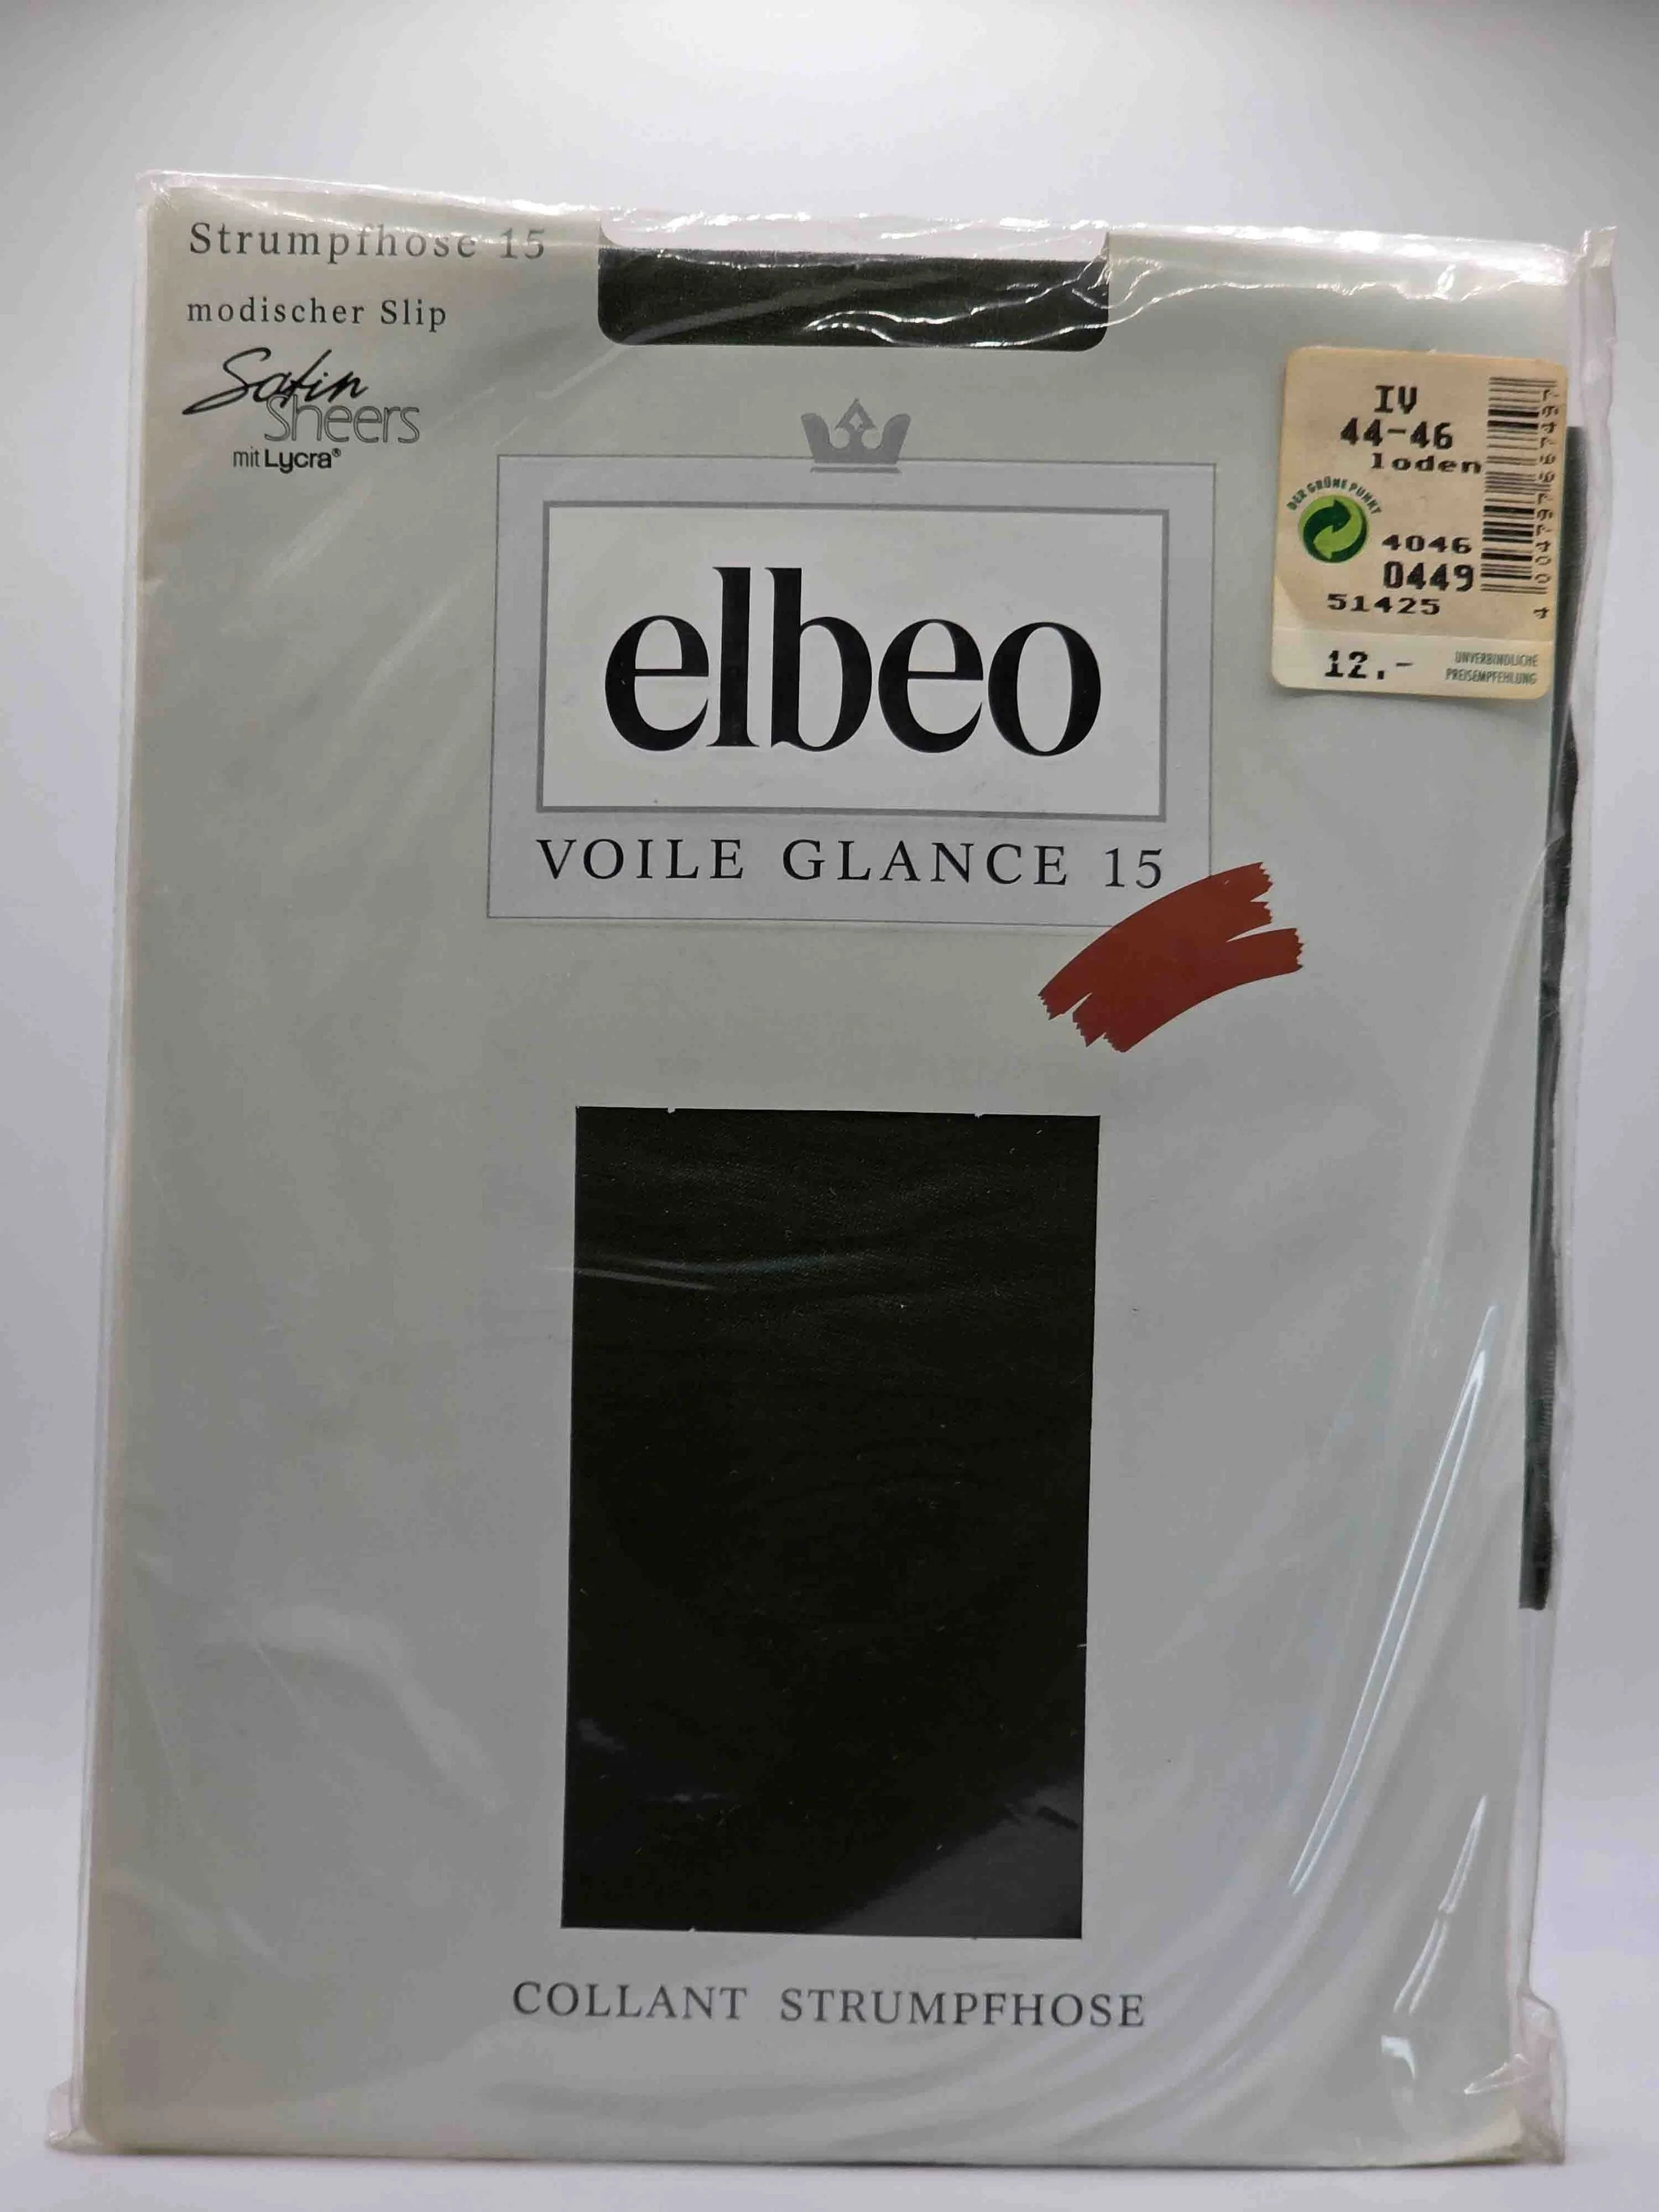 Strumpfhose 15
modischer Slip
Satin
Sheers
mit Lycra®
IV
44-46
loden
DER GRÜNE PUNKT
4046
0449
51425
12.-
UNVERBINDLICHE
PREISEMPFEHLUNG
elbeo
VOILE GLANCE 15
COLLANT STRUMPFHOSE